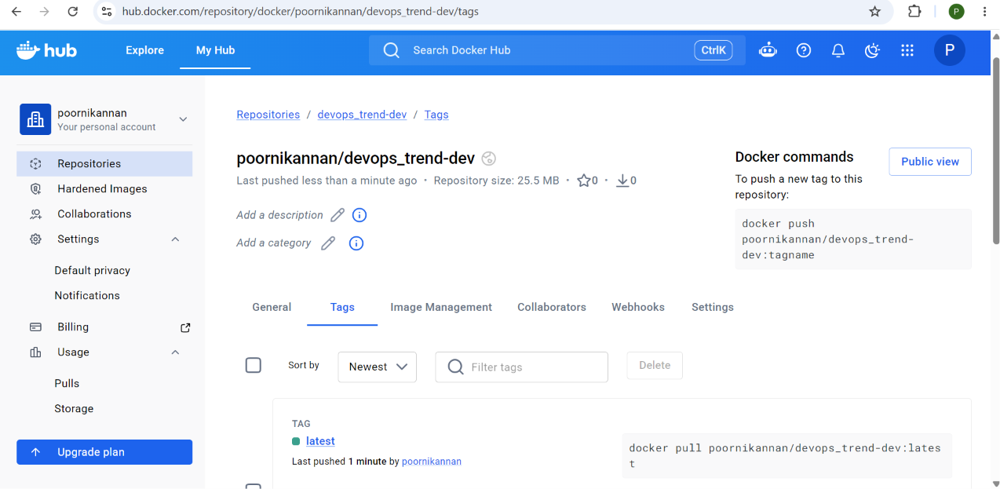 hub.docker.com/repository/docker/poornikannan/devops_trend-dev/tags
P
hub
Explore
My Hub
Search Docker Hub
CtrlK
P
poornikannan
Your personal account
Repositories
Hardened Images
Collaborations
Settings
Default privacy
Notifications
Billing
Usage
Pulls
Storage
Upgrade plan
Repositories / devops_trend-dev / Tags
poornikannan/devops_trend-dev
Last pushed less than a minute ago • Repository size: 25.5 MB • 0 • 0
Add a description
Add a category
Docker commands
Public view
To push a new tag to this
repository:
docker push
poornikannan/devops_trend-
dev:tagname
General Tags Image Management Collaborators Webhooks Settings
Sort by Newest Filter tags Delete
TAG
latest
Last pushed 1 minute by poornikannan
docker pull poornikannan/devops_trend-dev:lates
t